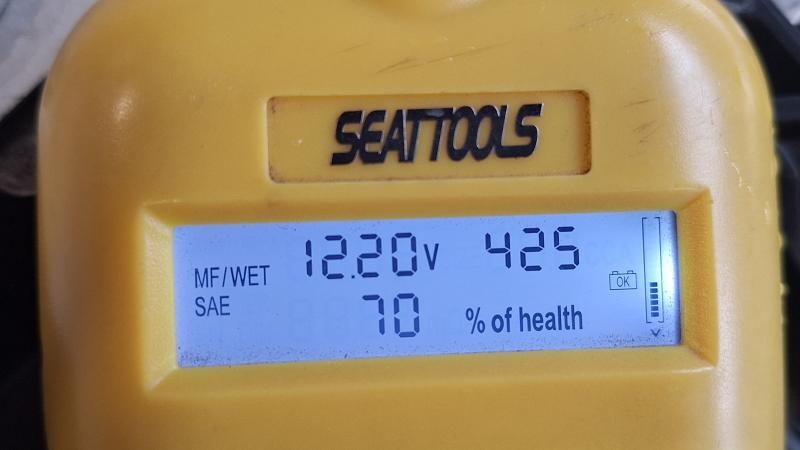 SEATTOOLS
MF/WET 12.20V 425
SAE 70 % of health
OK